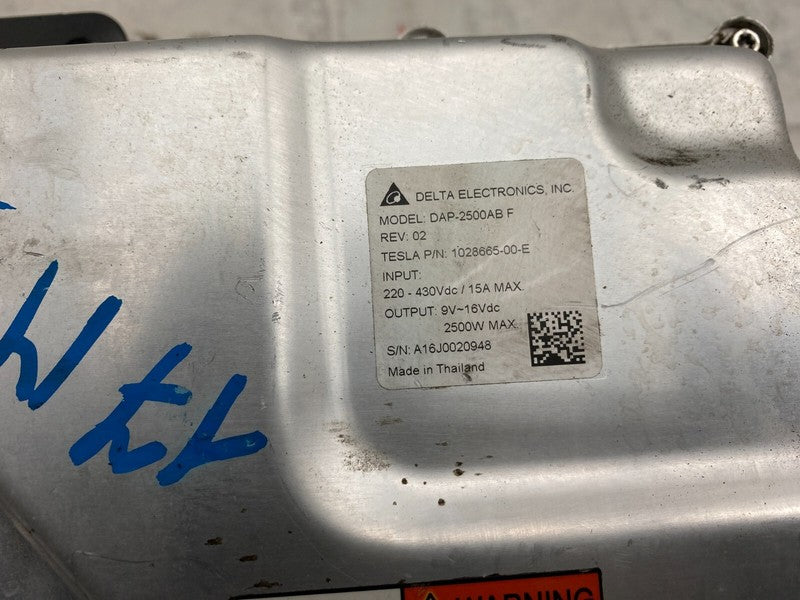 DELTA ELECTRONICS, INC
MODEL: DAP-2500AB F
REV: 02
TESLA P/N: 1028665-00-E
INPUT:
220 - 430Vdc / 15A MAX.
OUTPUT: 9V~16Vdc
2500W MAX.
S/N: A16J0020948
Made in Thailand
WARNING